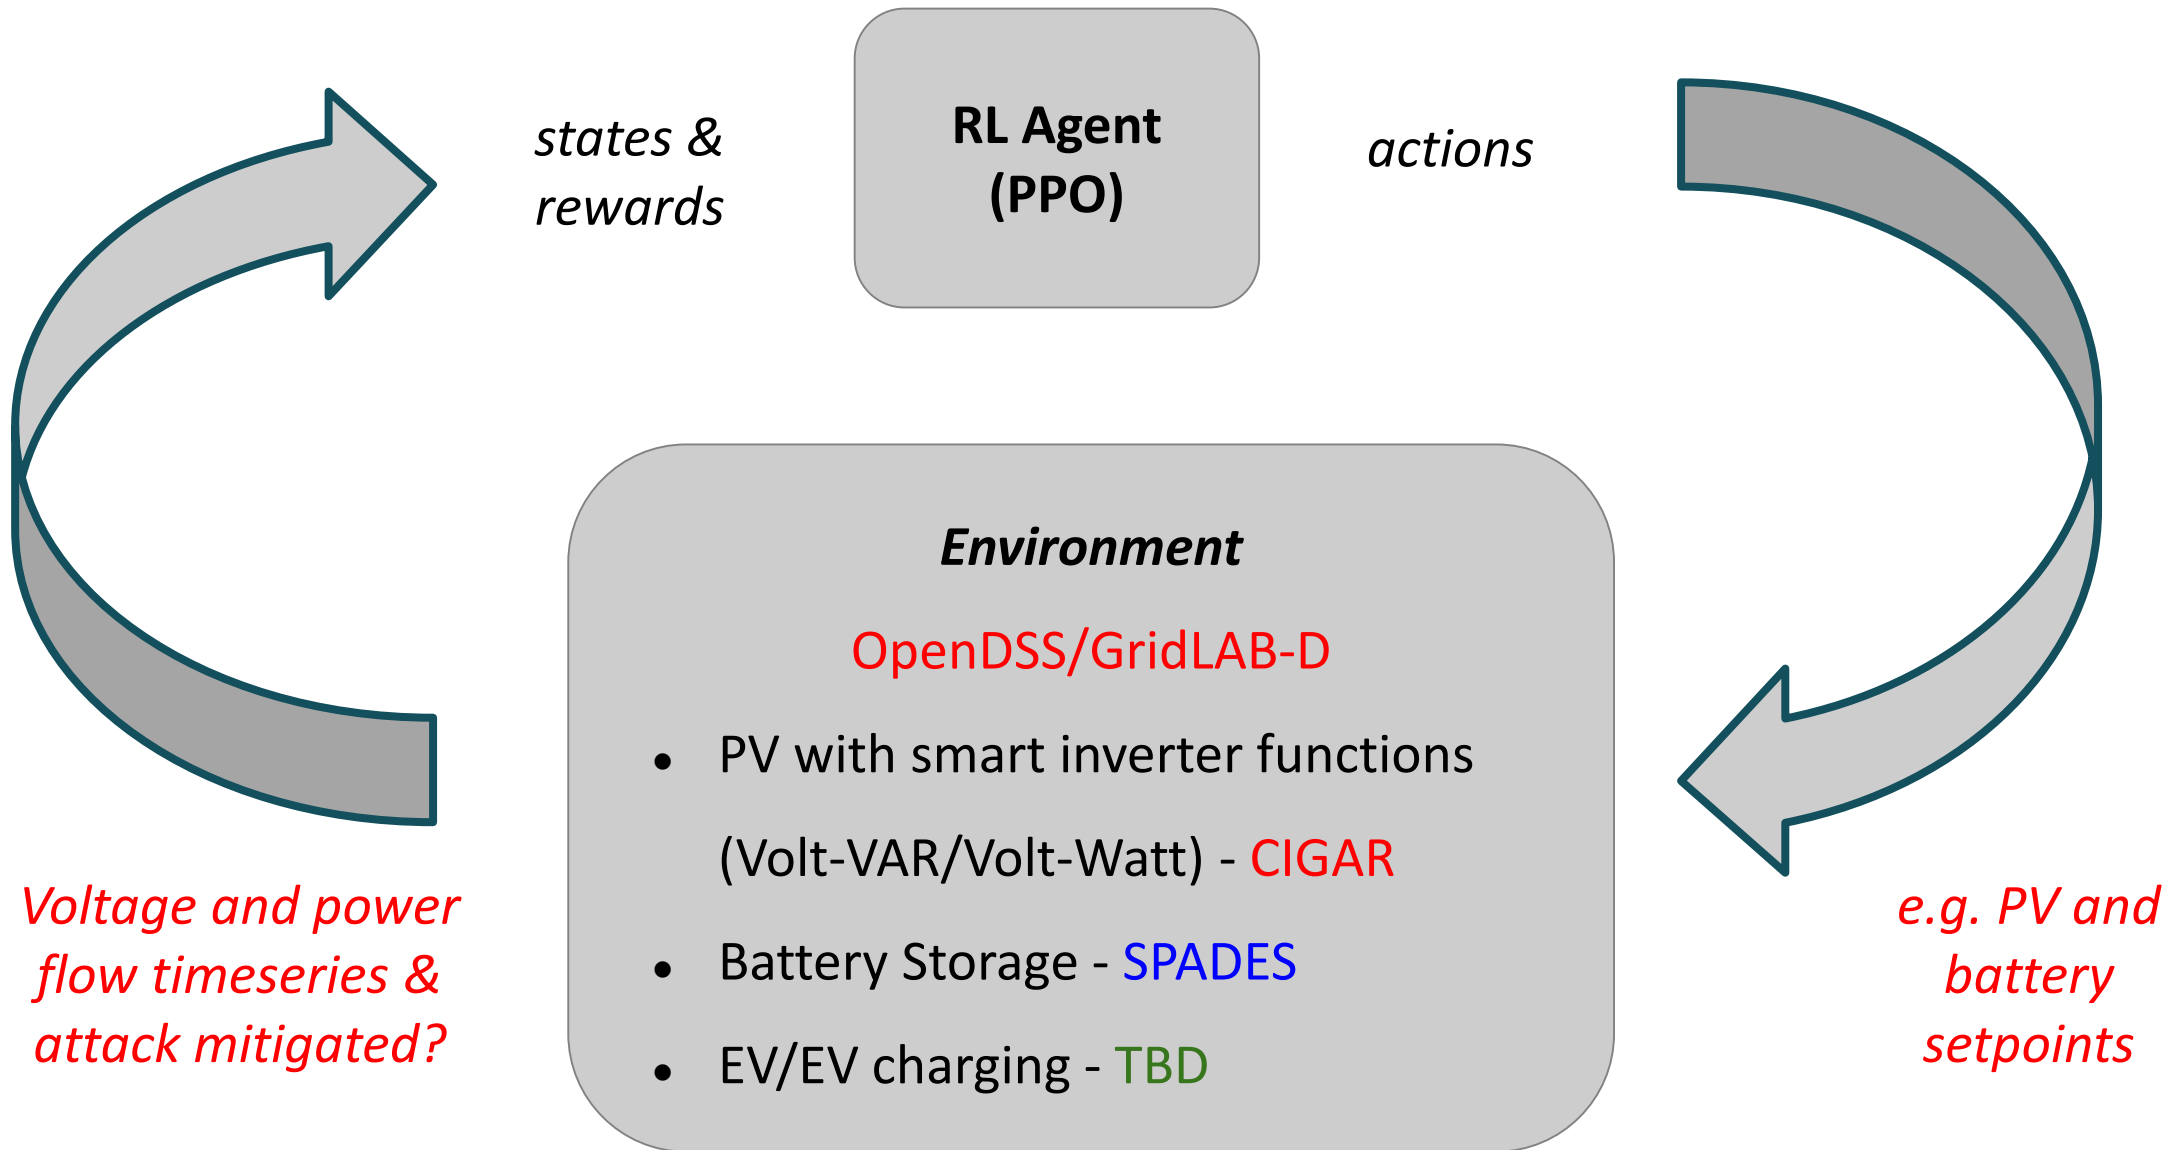 states &
rewards
RL Agent
(PPO)
actions
Environment
OpenDSS/GridLAB-D
● PV with smart inverter functions
(Volt-VAR/Volt-Watt) - CIGAR
● Battery Storage - SPADES
● EV/EV charging - TBD
Voltage and power
flow timeseries &
attack mitigated?
e.g. PV and
battery
setpoints